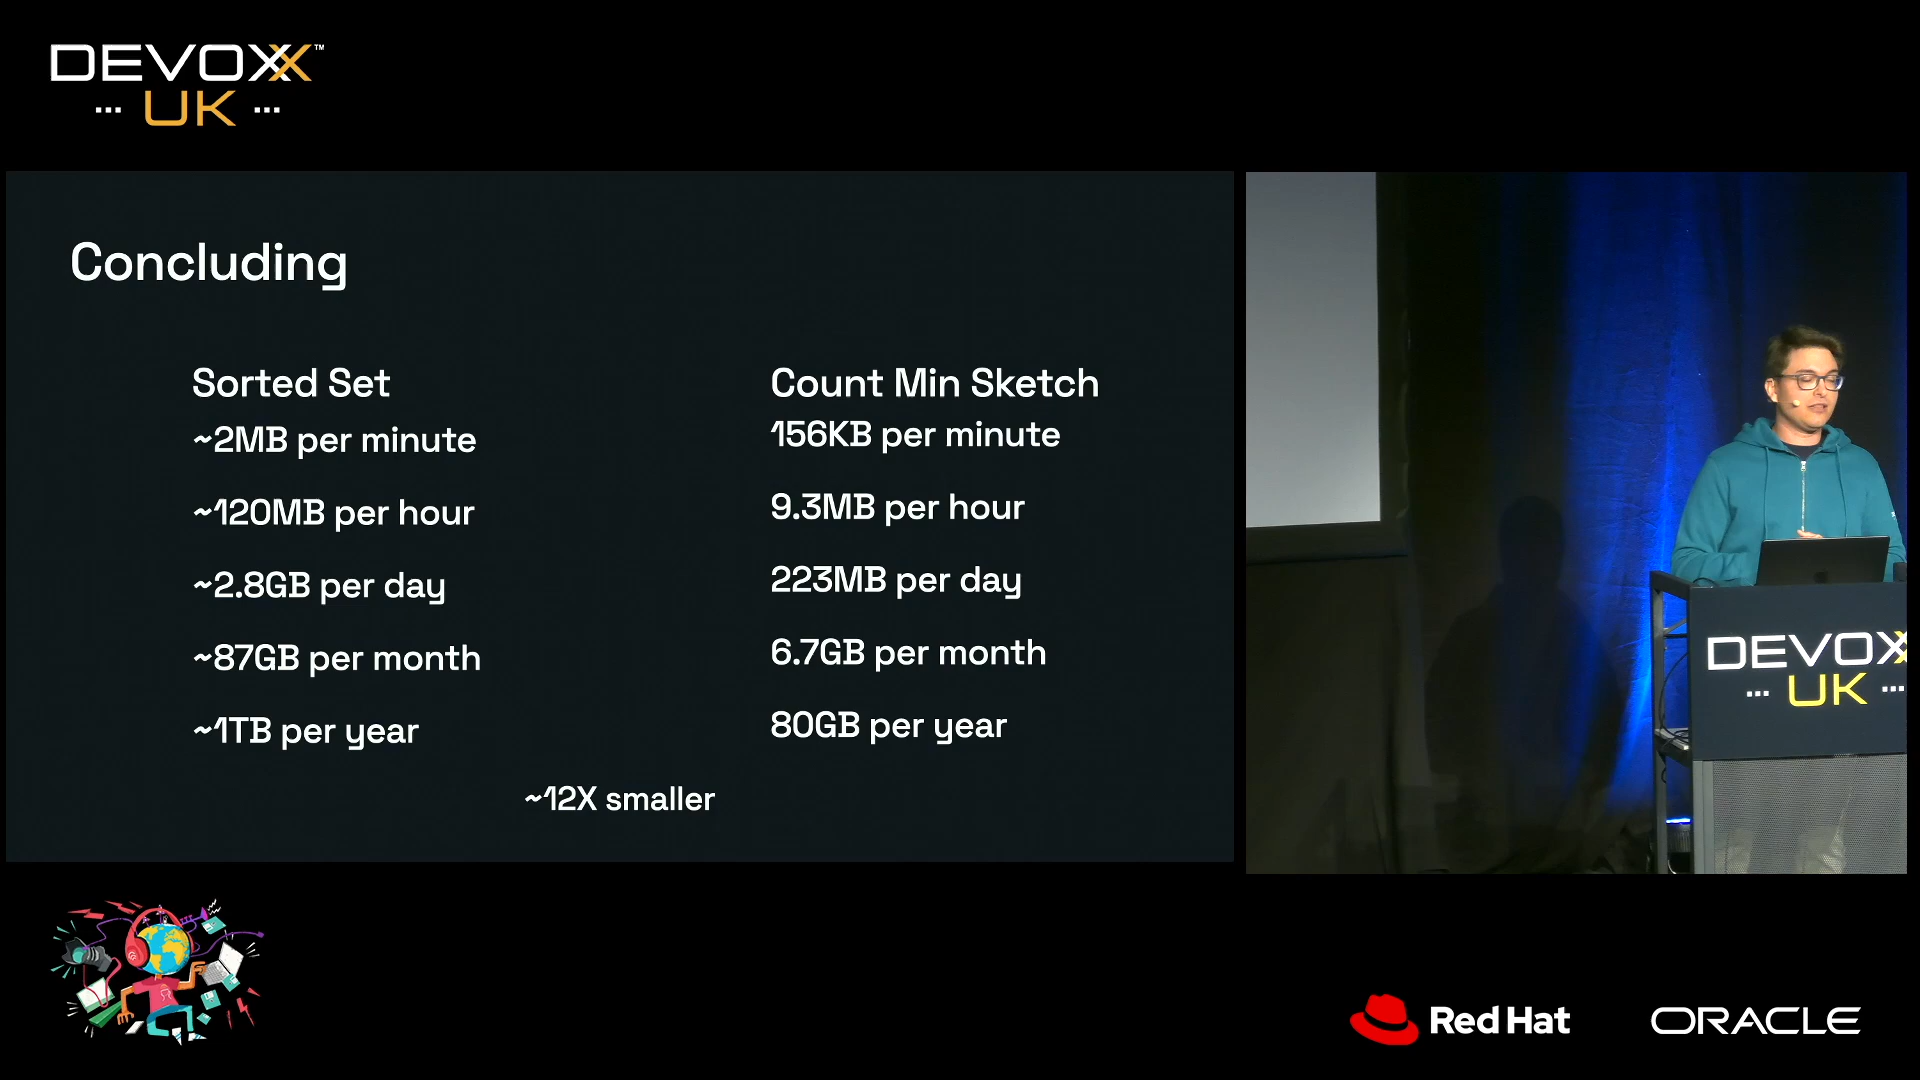 DEVOXX™
... UK ...
Concluding
Sorted Set
~2MB per minute
~120MB per hour
~2.8GB per day
~87GB per month
~1TB per year
Count Min Sketch
156KB per minute
9.3MB per hour
223MB per day
6.7GB per month
80GB per year
~12X smaller
DEVOXX
... UK ...
Red Hat
ORACLE